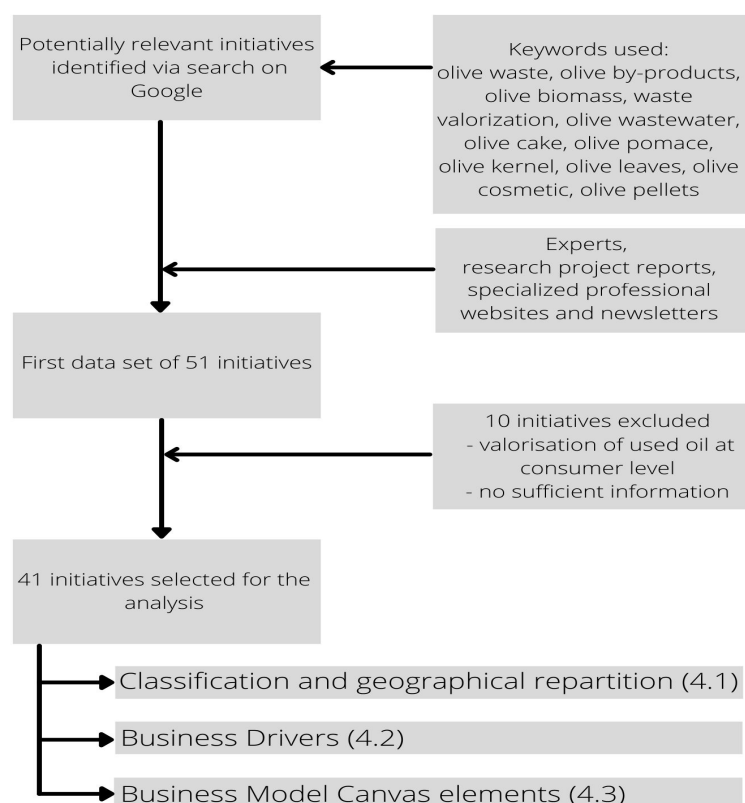 Potentially relevant initiatives
identified via search on
Google
Keywords used:
olive waste, olive by-products,
olive biomass, waste
valorization, olive wastewater,
olive cake, olive pomace,
olive kernel, olive leaves, olive
cosmetic, olive pellets
Experts,
research project reports,
specialized professional
websites and newsletters
First data set of 51 initiatives
10 initiatives excluded
- valorisation of used oil at
consumer level
- no sufficient information
41 initiatives selected for the
analysis
Classification and geographical repartition (4.1)
Business Drivers (4.2)
Business Model Canvas elements (4.3)